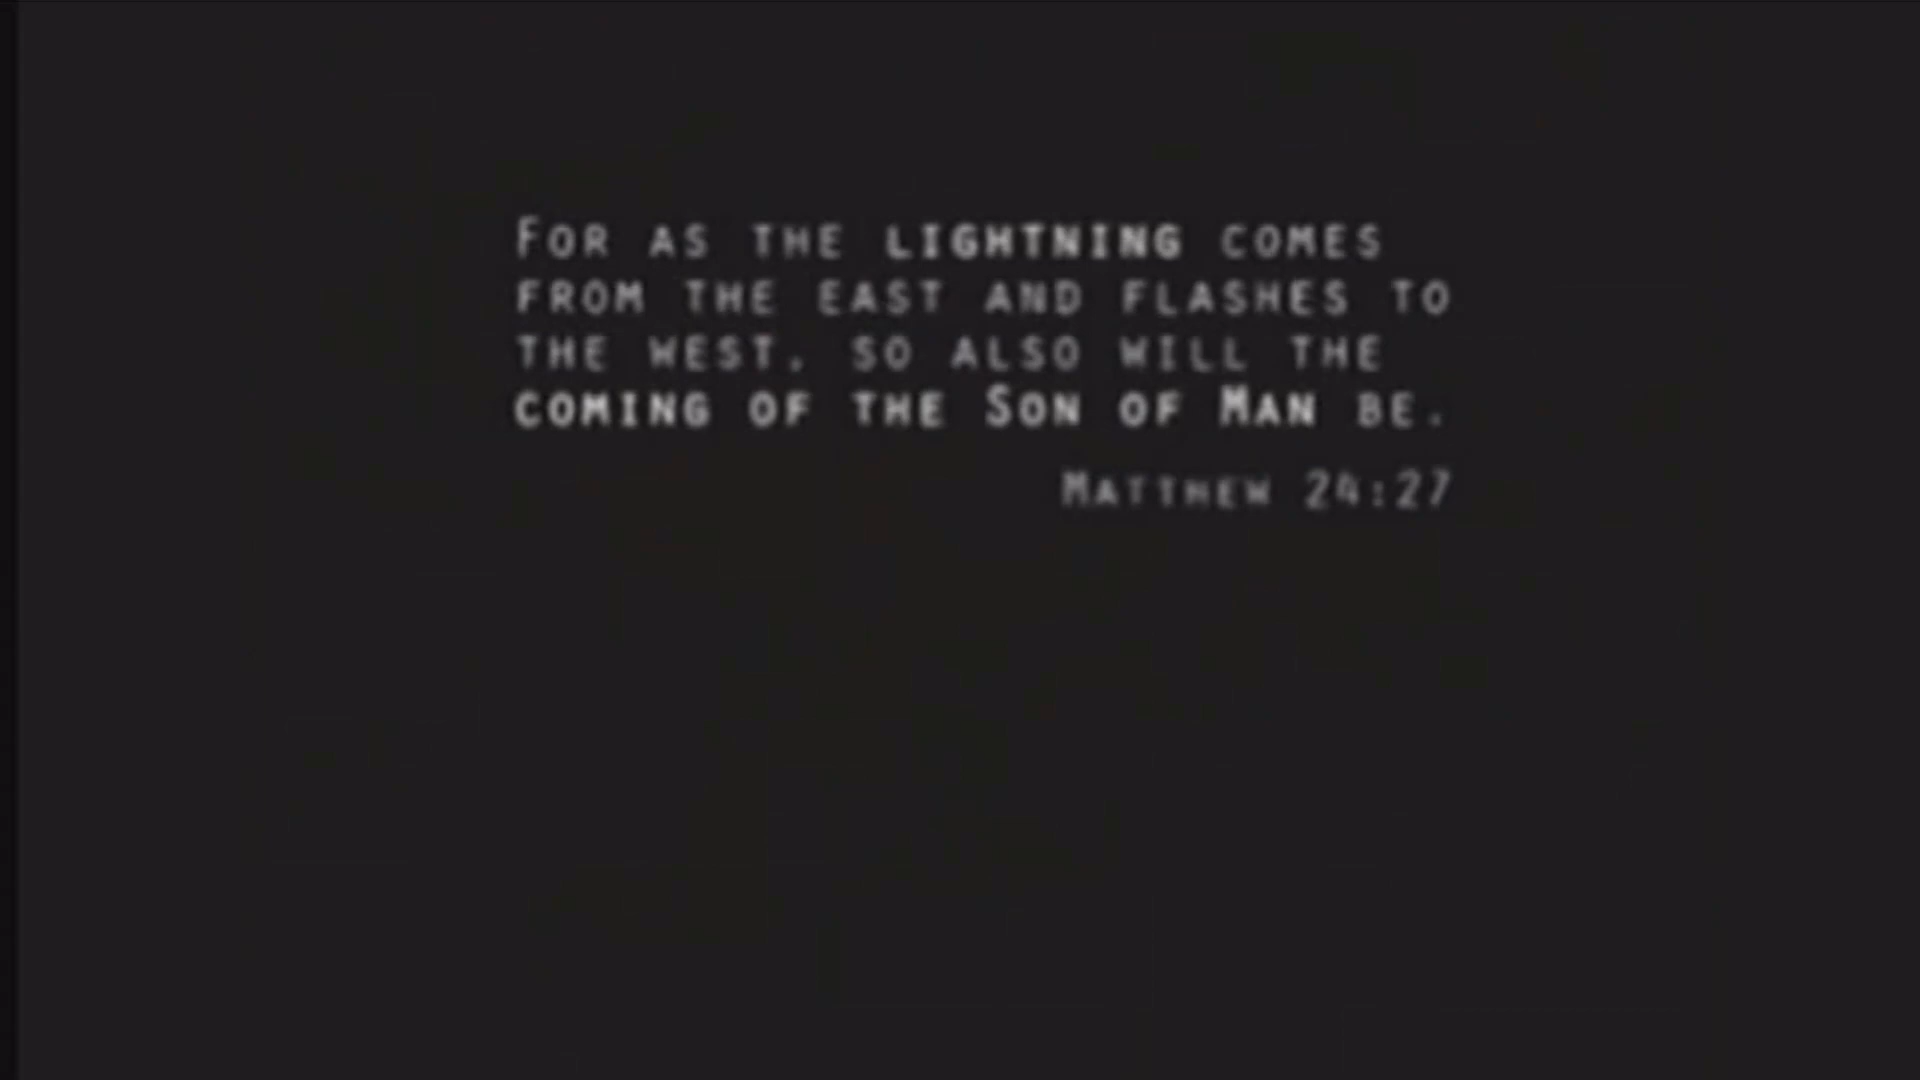 For as the lightning comes
from the east and flashes to
the west, so also will the
coming of the Son of Man be.
Matthew 24:27